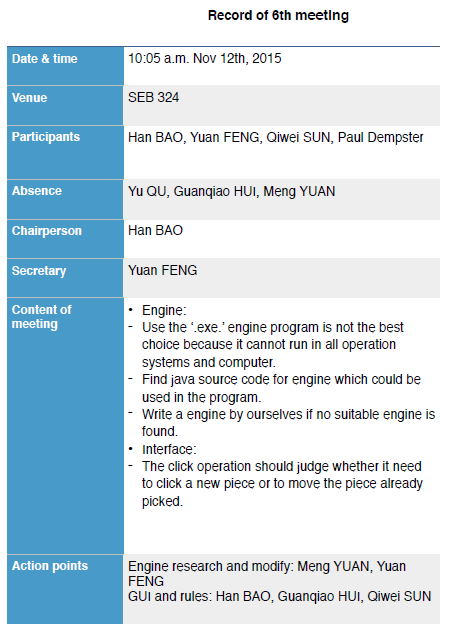 Record of 6th meeting
Date & time
10:05 a.m. Nov 12th, 2015
Venue
SEB 324
Participants
Han BAO, Yuan FENG, Qiwei SUN, Paul Dempster
Absence
Yu QU, Guanqiao HUI, Meng YUAN
Chairperson
Han BAO
Secretary
Yuan FENG
Content of
meeting
• Engine:
- Use the ‘.exe.’ engine program is not the best
choice because it cannot run in all operation
systems and computer.
- Find java source code for engine which could be
used in the program.
- Write a engine by ourselves if no suitable engine is
found.
• Interface:
- The click operation should judge whether it need
to click a new piece or to move the piece already
picked.
Action points
Engine research and modify: Meng YUAN, Yuan
FENG
GUI and rules: Han BAO, Guanqiao HUI, Qiwei SUN